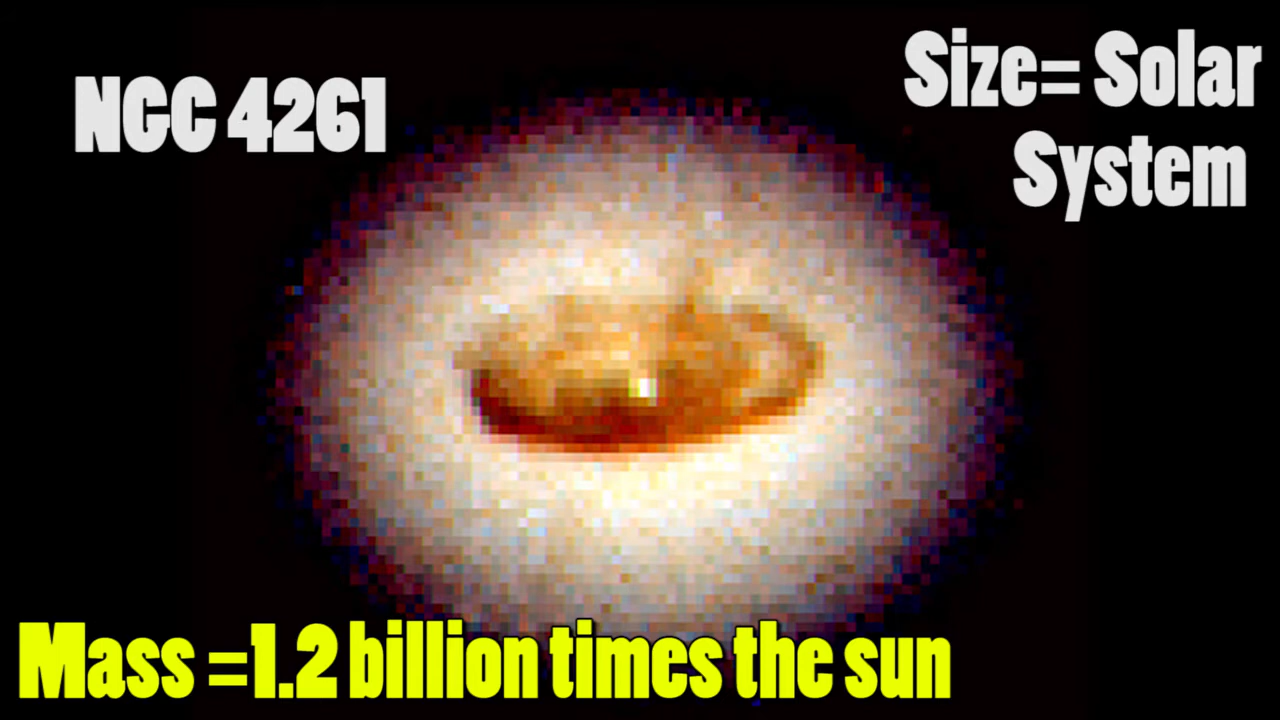 NGC 4261
Size= Solar
System
Mass =1.2 billion times the sun